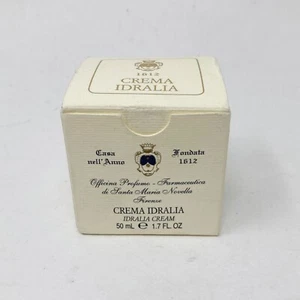 1612
CREMA
IDRALIA
Casa Fondata
nell'Anno 1612
Officina Profumo - Farmaceutica
di Santa Maria Novella
Firenze
CREMA IDRALIA
IDRALIA CREAM
50 mL ℮ 1.7 FL. OZ